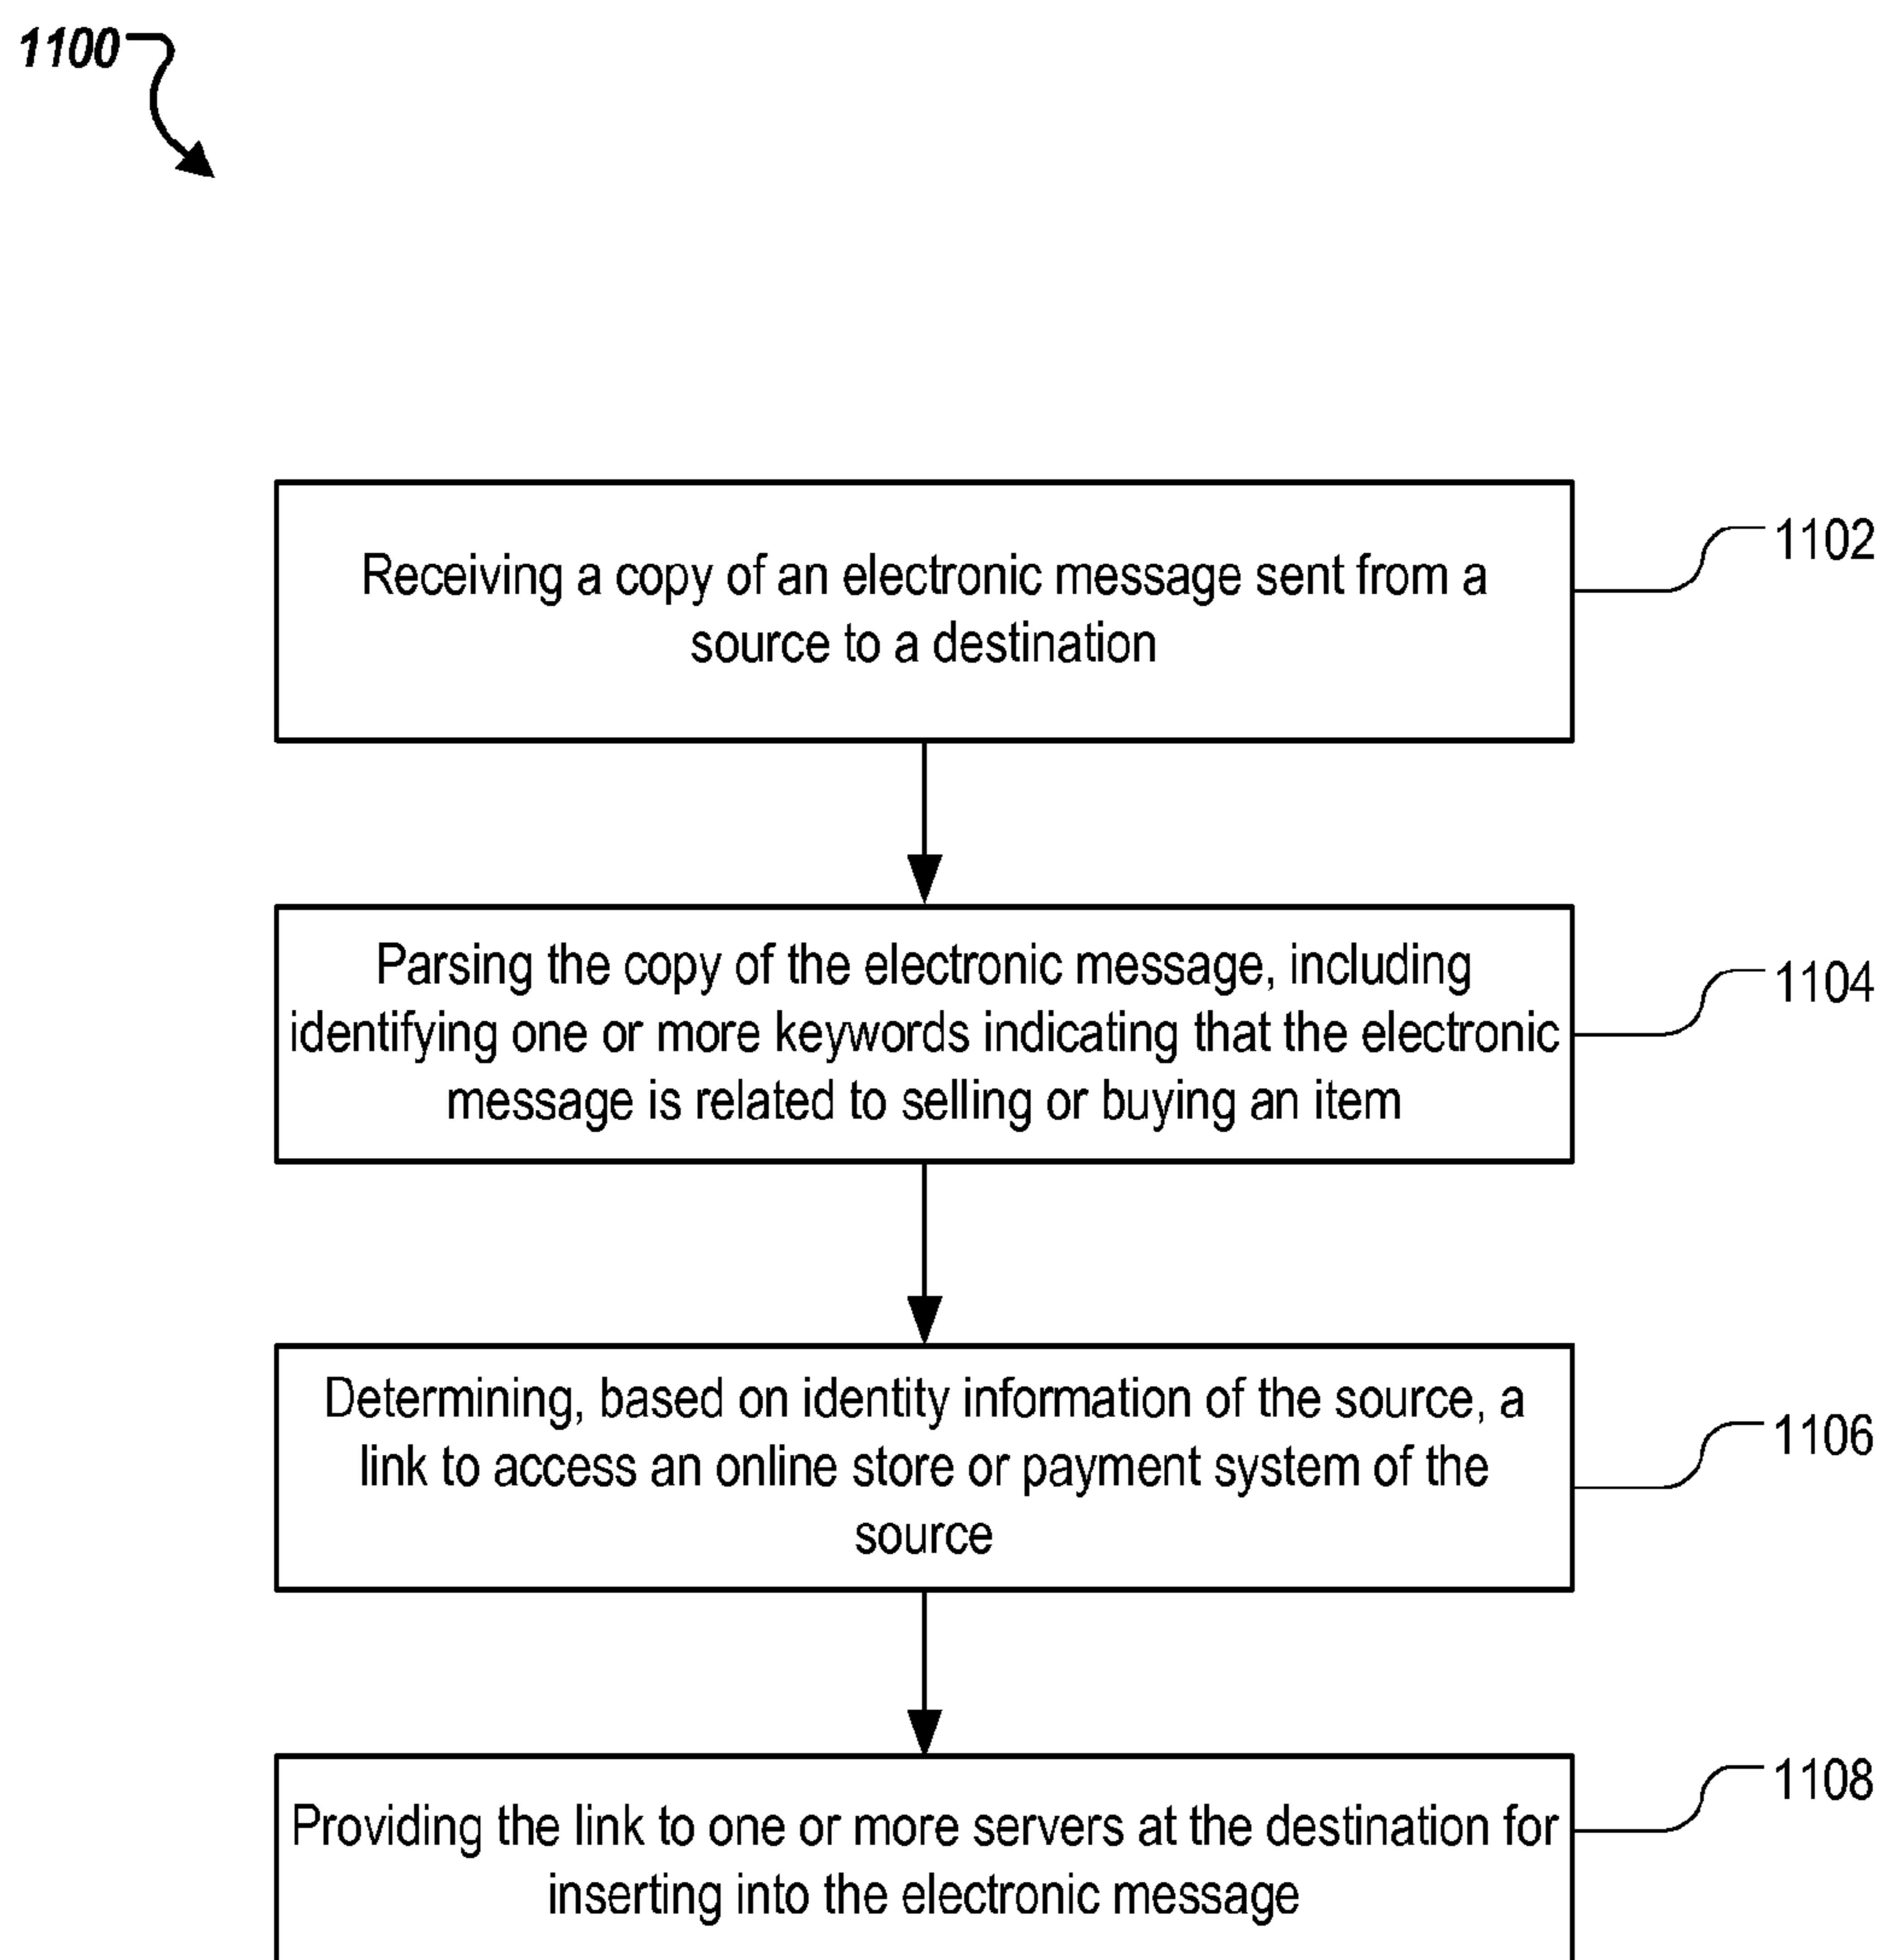 1100
Receiving a copy of an electronic message sent from a
source to a destination
1102
Parsing the copy of the electronic message, including
identifying one or more keywords indicating that the electronic
message is related to selling or buying an item
1104
Determining, based on identity information of the source, a
link to access an online store or payment system of the
source
1106
Providing the link to one or more servers at the destination for
inserting into the electronic message
1108